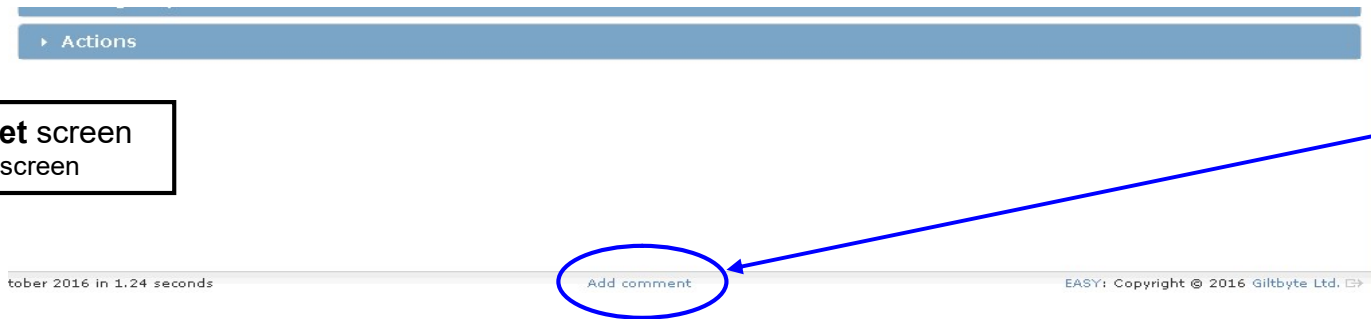 Actions
et screen
screen
tober 2016 in 1.24 seconds
Add comment
EASY: Copyright © 2016 Giltbyte Ltd.